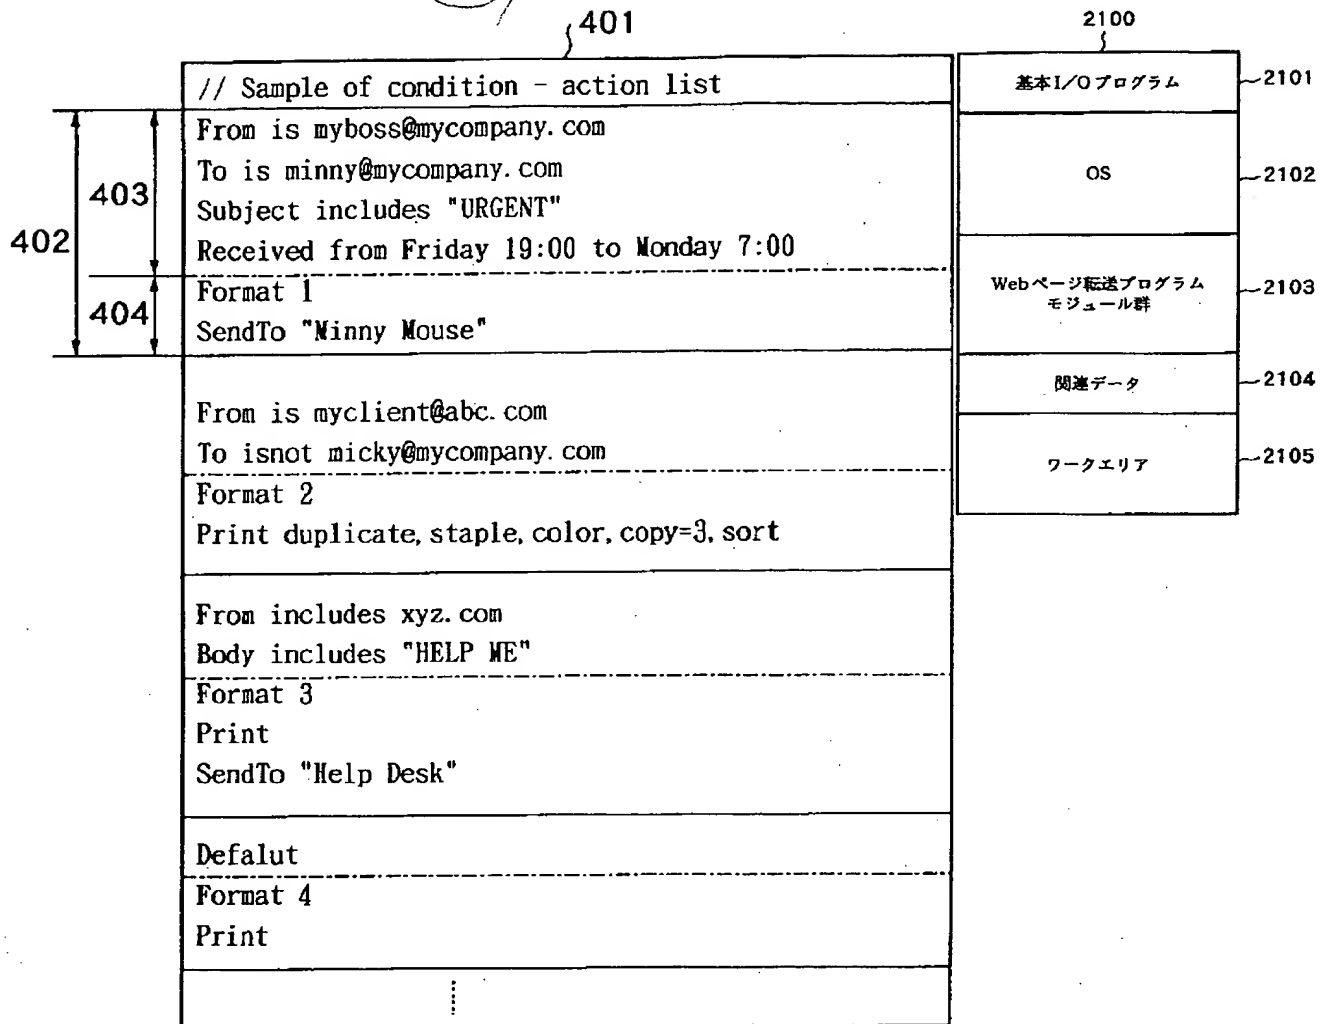 401
// Sample of condition - action list
402
403
404
From is myboss@mycompany.com
To is minny@mycompany.com
Subject includes "URGENT"
Received from Friday 19:00 to Monday 7:00
Format 1
SendTo "Minny Mouse"
From is myclient@abc.com
To isnot micky@mycompany.com
Format 2
Print duplicate, staple, color, copy=3, sort
From includes xyz.com
Body includes "HELP ME"
Format 3
Print
SendTo "Help Desk"
Defalut
Format 4
Print
2100
基本I/Oプログラム
2101
OS
2102
Webページ転送プログラム
モジュール群
2103
関連データ
2104
ワークエリア
2105